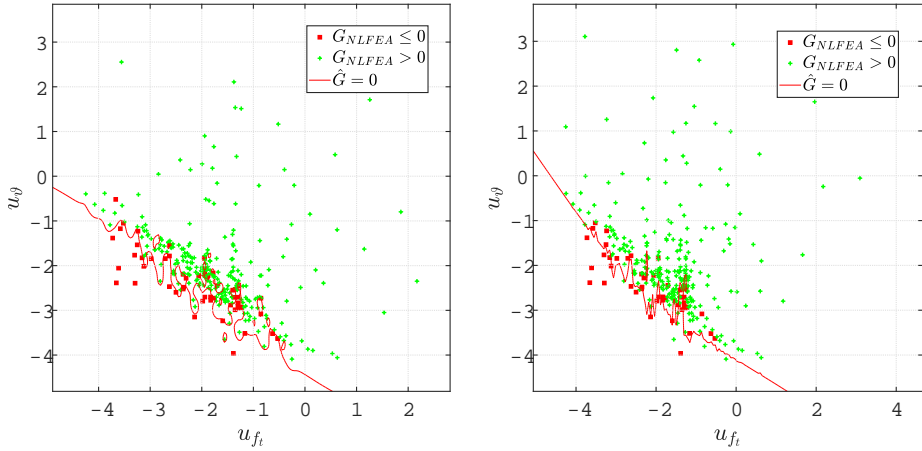 3
2
1
0
−1
−2
−3
−4
−4 −3 −2 −1 0 1 2
u_ϑ
u_{f_t}
G_{NLFEA} ≤ 0
G_{NLFEA} > 0
Ĝ = 0
3
2
1
0
−1
−2
−3
−4
−4 −2 0 2 4
u_ϑ
u_{f_t}
G_{NLFEA} ≤ 0
G_{NLFEA} > 0
Ĝ = 0